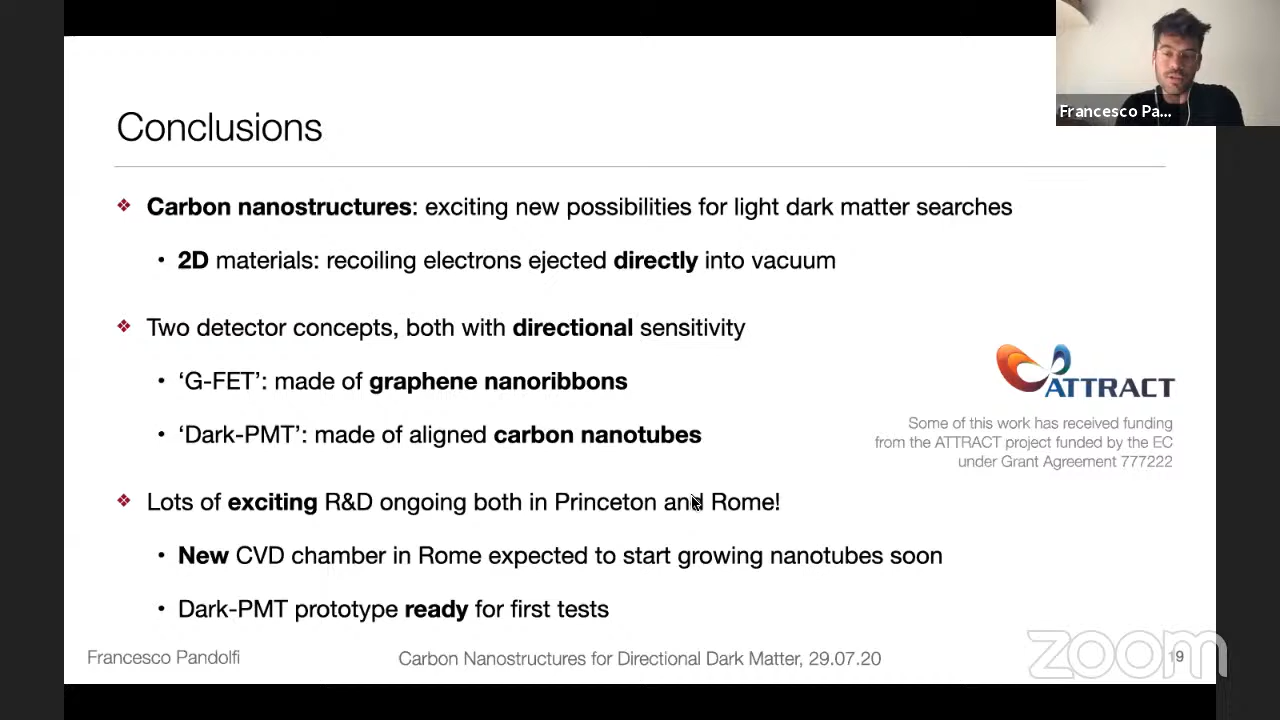 Francesco Pa...
Conclusions
❖ Carbon nanostructures: exciting new possibilities for light dark matter searches
• 2D materials: recoiling electrons ejected directly into vacuum
❖ Two detector concepts, both with directional sensitivity
• ‘G-FET’: made of graphene nanoribbons
• ‘Dark-PMT’: made of aligned carbon nanotubes
ATTRACT
Some of this work has received funding
from the ATTRACT project funded by the EC
under Grant Agreement 777222
❖ Lots of exciting R&D ongoing both in Princeton and Rome!
• New CVD chamber in Rome expected to start growing nanotubes soon
• Dark-PMT prototype ready for first tests
Francesco Pandolfi
Carbon Nanostructures for Directional Dark Matter, 29.07.20
19
zoom